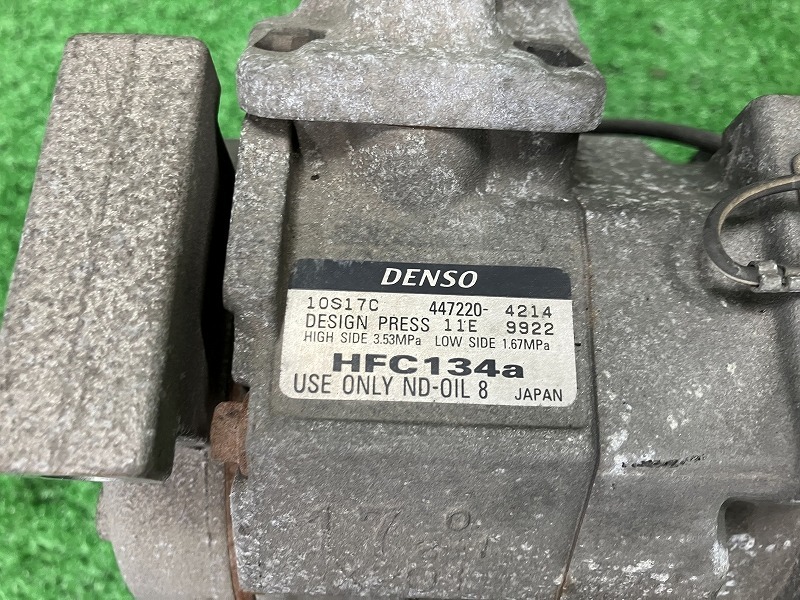 DENSO
10S17C 447220-4214
DESIGN PRESS 11E 9922
HIGH SIDE 3.53MPa LOW SIDE 1.67MPa
HFC134a
USE ONLY ND-OIL 8 JAPAN